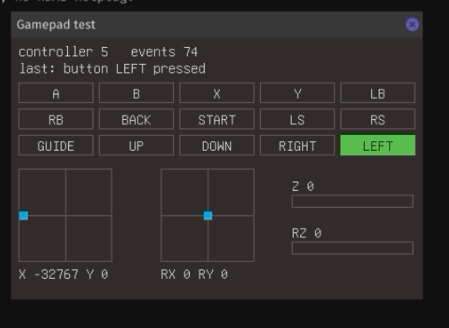 Gamepad test
controller 5 events 74
last: button LEFT pressed
A B X Y LB
RB BACK START LS RS
GUIDE UP DOWN RIGHT LEFT
Z 0
RZ 0
X -32767 Y 0 RX 0 RY 0